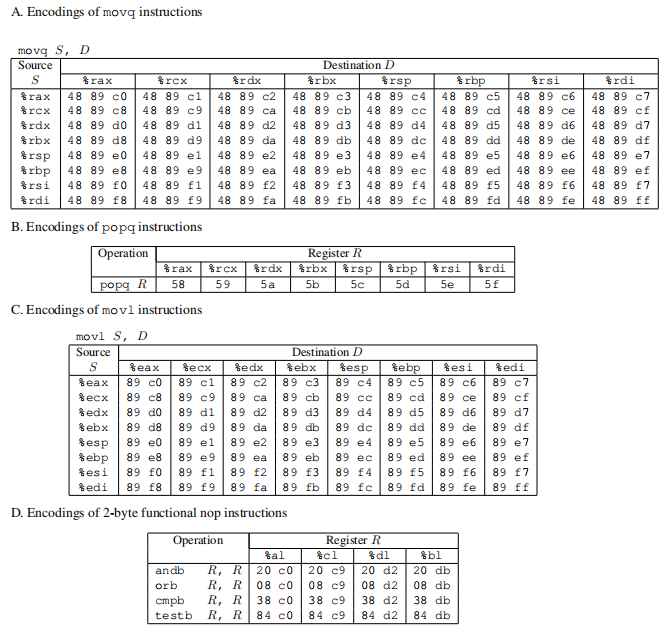 A. Encodings of movq instructions
movq S, D
Source Destination D
S %rax %rcx %rdx %rbx %rsp %rbp %rsi %rdi
%rax 48 89 c0 48 89 c1 48 89 c2 48 89 c3 48 89 c4 48 89 c5 48 89 c6 48 89 c7
%rcx 48 89 c8 48 89 c9 48 89 ca 48 89 cb 48 89 cc 48 89 cd 48 89 ce 48 89 cf
%rdx 48 89 d0 48 89 d1 48 89 d2 48 89 d3 48 89 d4 48 89 d5 48 89 d6 48 89 d7
%rbx 48 89 d8 48 89 d9 48 89 da 48 89 db 48 89 dc 48 89 dd 48 89 de 48 89 df
%rsp 48 89 e0 48 89 e1 48 89 e2 48 89 e3 48 89 e4 48 89 e5 48 89 e6 48 89 e7
%rbp 48 89 e8 48 89 e9 48 89 ea 48 89 eb 48 89 ec 48 89 ed 48 89 ee 48 89 ef
%rsi 48 89 f0 48 89 f1 48 89 f2 48 89 f3 48 89 f4 48 89 f5 48 89 f6 48 89 f7
%rdi 48 89 f8 48 89 f9 48 89 fa 48 89 fb 48 89 fc 48 89 fd 48 89 fe 48 89 ff
B. Encodings of popq instructions
Operation Register R
%rax %rcx %rdx %rbx %rsp %rbp %rsi %rdi
popq R 58 59 5a 5b 5c 5d 5e 5f
C. Encodings of movl instructions
movl S, D
Source Destination D
S %eax %ecx %edx %ebx %esp %ebp %esi %edi
%eax 89 c0 89 c1 89 c2 89 c3 89 c4 89 c5 89 c6 89 c7
%ecx 89 c8 89 c9 89 ca 89 cb 89 cc 89 cd 89 ce 89 cf
%edx 89 d0 89 d1 89 d2 89 d3 89 d4 89 d5 89 d6 89 d7
%ebx 89 d8 89 d9 89 da 89 db 89 dc 89 dd 89 de 89 df
%esp 89 e0 89 e1 89 e2 89 e3 89 e4 89 e5 89 e6 89 e7
%ebp 89 e8 89 e9 89 ea 89 eb 89 ec 89 ed 89 ee 89 ef
%esi 89 f0 89 f1 89 f2 89 f3 89 f4 89 f5 89 f6 89 f7
%edi 89 f8 89 f9 89 fa 89 fb 89 fc 89 fd 89 fe 89 ff
D. Encodings of 2-byte functional nop instructions
Operation Register R
%al %cl %dl %bl
andb R, R 20 c0 20 c9 20 d2 20 db
orb R, R 08 c0 08 c9 08 d2 08 db
cmpb R, R 38 c0 38 c9 38 d2 38 db
testb R, R 84 c0 84 c9 84 d2 84 db